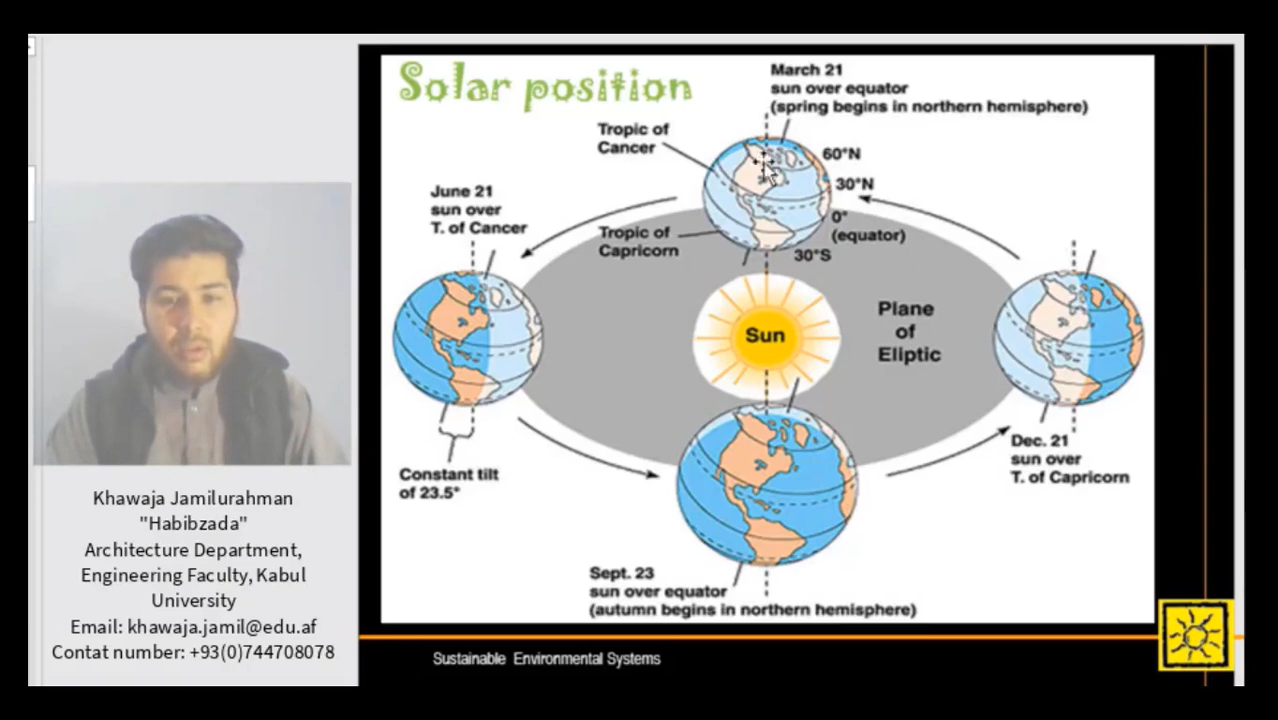 Solar position
March 21
sun over equator
(spring begins in northern hemisphere)
Tropic of
Cancer
60°N
30°N
0°
(equator)
30°S
June 21
sun over
T. of Cancer
Tropic of
Capricorn
Sun
Plane
of
Eliptic
Constant tilt
of 23.5°
Dec. 21
sun over
T. of Capricorn
Sept. 23
sun over equator
(autumn begins in northern hemisphere)
Khawaja Jamilurahman
"Habibzada"
Architecture Department,
Engineering Faculty, Kabul
University
Email: khawaja.jamil@edu.af
Contat number: +93(0)744708078
Sustainable Environmental Systems